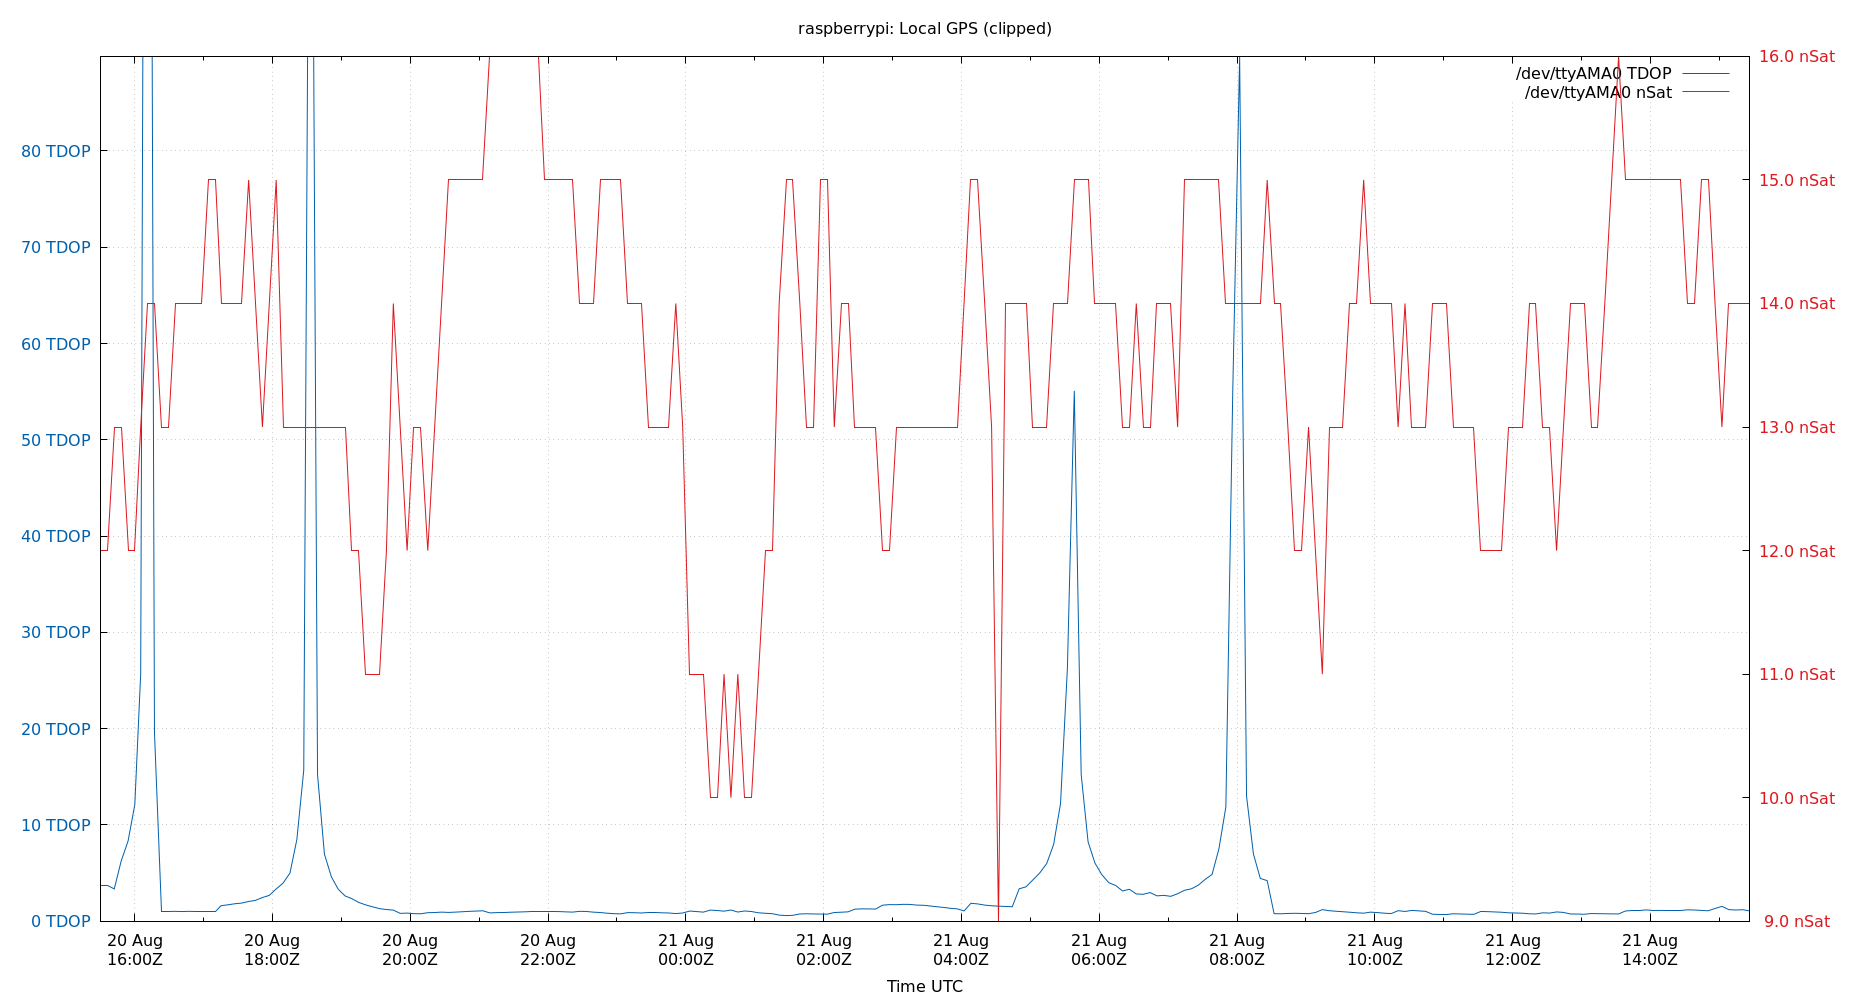 raspberrypi: Local GPS (clipped)
/dev/ttyAMA0 TDOP
/dev/ttyAMA0 nSat
80 TDOP
70 TDOP
60 TDOP
50 TDOP
40 TDOP
30 TDOP
20 TDOP
10 TDOP
0 TDOP
16.0 nSat
15.0 nSat
14.0 nSat
13.0 nSat
12.0 nSat
11.0 nSat
10.0 nSat
9.0 nSat
20 Aug
16:00Z
20 Aug
18:00Z
20 Aug
20:00Z
20 Aug
22:00Z
21 Aug
00:00Z
21 Aug
02:00Z
21 Aug
04:00Z
21 Aug
06:00Z
21 Aug
08:00Z
21 Aug
10:00Z
21 Aug
12:00Z
21 Aug
14:00Z
Time UTC